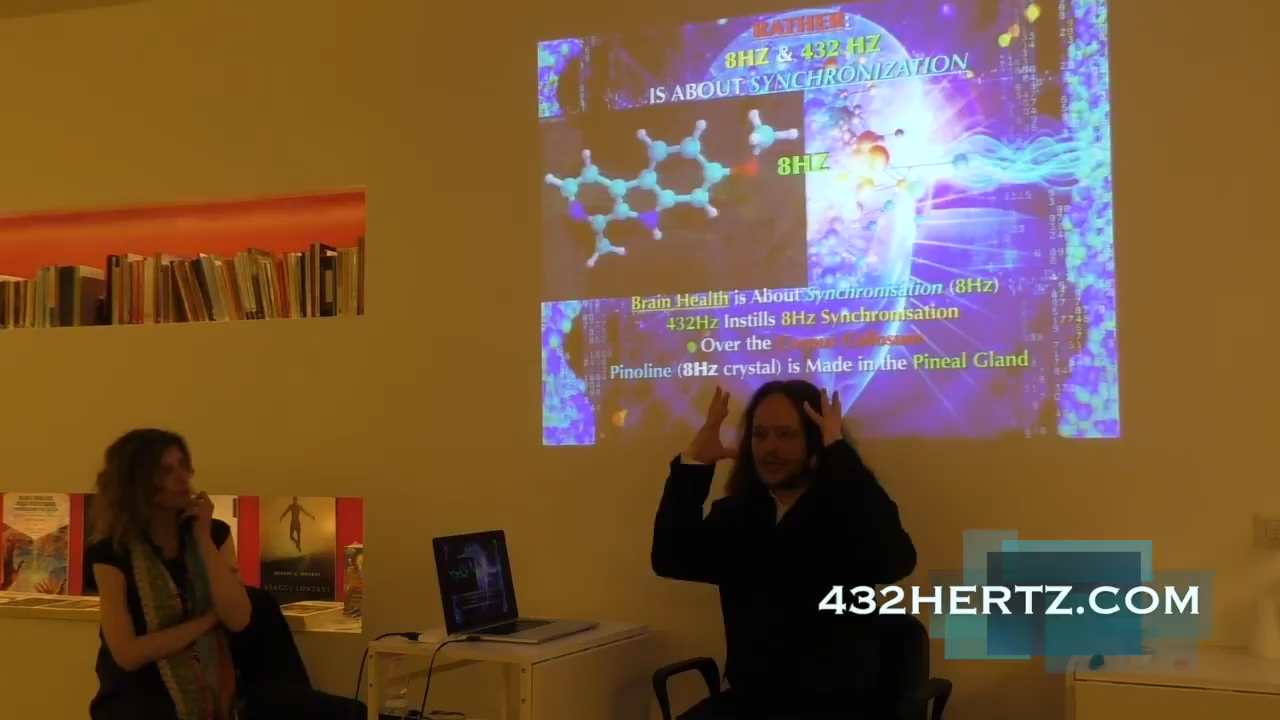 RATHER:
8HZ & 432 HZ
IS ABOUT SYNCHRONIZATION
8HZ
Brain Health is About Synchronisation (8Hz)
432Hz Instills 8Hz Synchronisation
Over the Corpus Callosum
Pinoline (8Hz crystal) is Made in the Pineal Gland
432HERTZ.COM